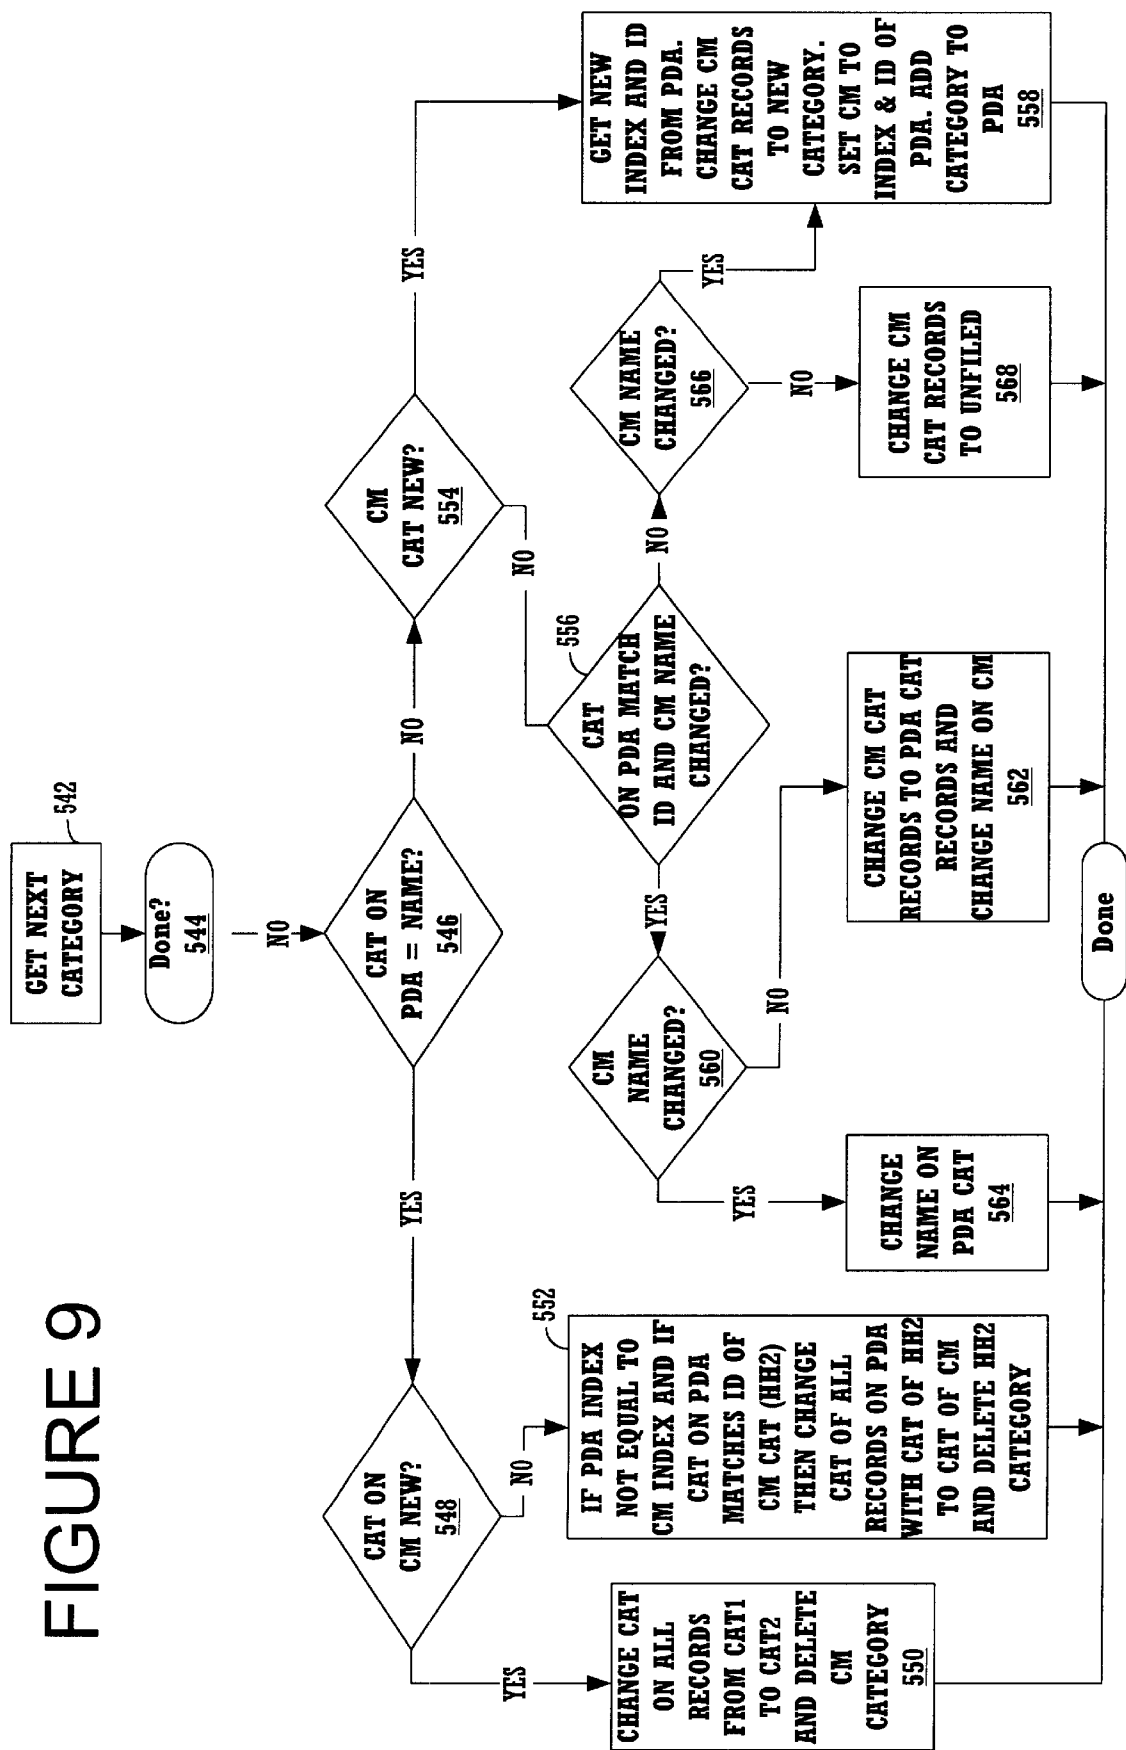 FIGURE 9
GET NEXT
CATEGORY
542
Done?
544
NO
CAT ON
PDA = NAME?
546
YES
NO
CAT ON
CM NEW?
548
CM
CAT NEW?
554
YES
NO
NO
YES
CHANGE CAT
ON ALL
RECORDS
FROM CAT1
TO CAT2
AND DELETE
CM
CATEGORY
550
552
IF PDA INDEX
NOT EQUAL TO
CM INDEX AND IF
CAT ON PDA
MATCHES ID OF
CM CAT (HH2)
THEN CHANGE
CAT OF ALL
RECORDS ON PDA
WITH CAT OF HH2
TO CAT OF CM
AND DELETE HH2
CATEGORY
556
CAT
ON PDA MATCH
ID AND CM NAME
CHANGED?
YES
NO
CM
NAME
CHANGED?
560
YES
NO
CM NAME
CHANGED?
566
YES
NO
CHANGE
NAME ON
PDA CAT
564
CHANGE CM CAT
RECORDS TO PDA CAT
RECORDS AND
CHANGE NAME ON CM
562
CHANGE CM
CAT RECORDS
TO UNFILED
568
GET NEW
INDEX AND ID
FROM PDA.
CHANGE CM
CAT RECORDS
TO NEW
CATEGORY.
SET CM TO
INDEX & ID OF
PDA. ADD
CATEGORY TO
PDA
558
Done